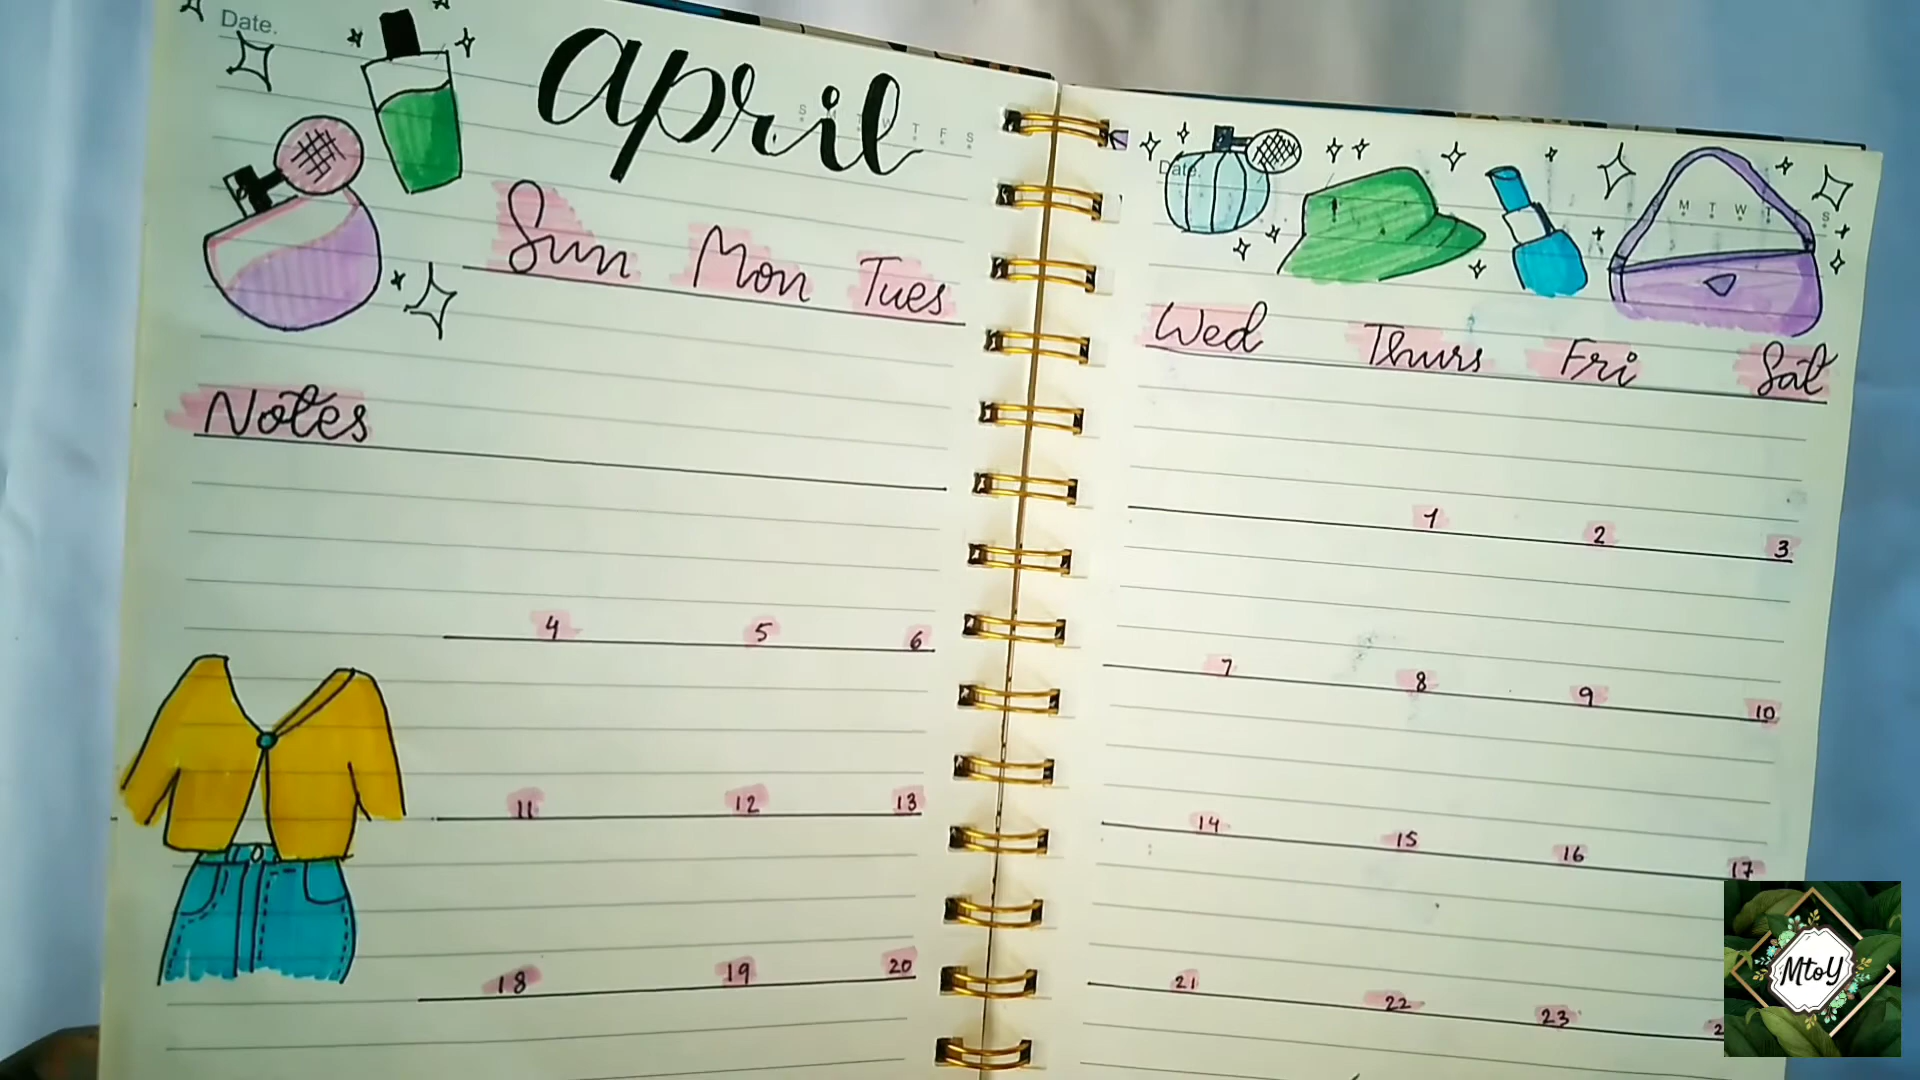 Date.
april
S M T W T F S
Sun Mon Tues
Notes
4 5 6
11 12 13
18 19 20
Date.
M T W T S
Wed Thurs Fri Sat
1 2 3
7 8 9 10
14 15 16 17
21 22 23
MtoY